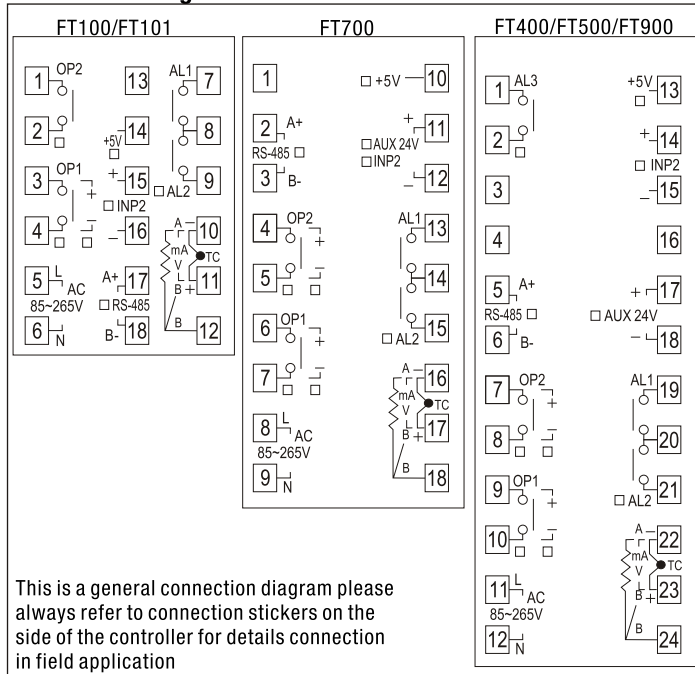 FT100/FT101
1 OP2 13 AL1 7
2 +5V 14 8
3 OP1 + + 15 AL2 9
INP2
4 − − 16 A − 10
mA
TC
5 L A+ 17 V 11
AC B +
85~265V RS-485
6 N B- 18 B 12
FT700
1 +5V 10
2 A+ + 11
RS-485 AUX 24V
INP2
3 B- − 12
4 OP2 + AL1 13
5 − 14
6 OP1 + AL2 15
7 − A − 16
mA
TC
8 L V 17
AC B +
85~265V
9 N B 18
FT400/FT500/FT900
1 AL3 +5V 13
2 + 14
INP2
3 − 15
4 16
5 A+ + 17
RS-485 AUX 24V
6 B- − 18
7 OP2 + AL1 19
8 − 20
9 OP1 + 21
AL2
10 − A − 22
mA
TC
11 L V 23
AC B +
85~265V
12 N B 24
This is a general connection diagram please
always refer to connection stickers on the
side of the controller for details connection
in field application